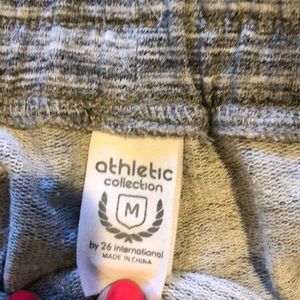 athletic
collection
M
by 26 international
MADE IN CHINA